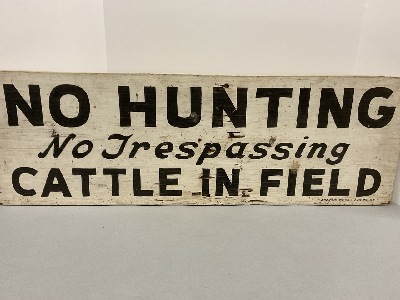 NO HUNTING
No Trespassing
CATTLE IN FIELD